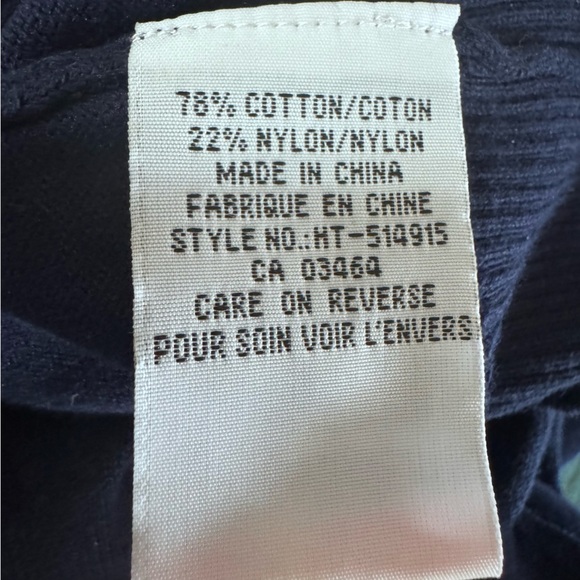 78% COTTON/COTON
22% NYLON/NYLON
MADE IN CHINA
FABRIQUE EN CHINE
STYLE NO.:HT-514915
CA 03464
CARE ON REVERSE
POUR SOIN VOIR L'ENVERS